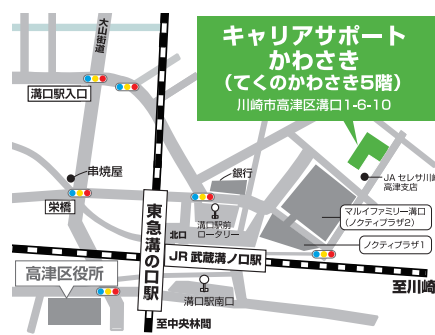 キャリアサポート
かわさき
(てくのかわさき5階)
川崎市高津区溝口1-6-10
大山街道
溝口駅入口
串焼屋
銀行
JA セレサ川崎
高津支店
栄橋
東急溝の口駅
溝口駅前
ロータリー
マルイファミリー溝口
(ノクティプラザ2)
北口
ノクティプラザ1
JR 武蔵溝ノ口駅
高津区役所
至川崎
溝口駅南口
至中央林間